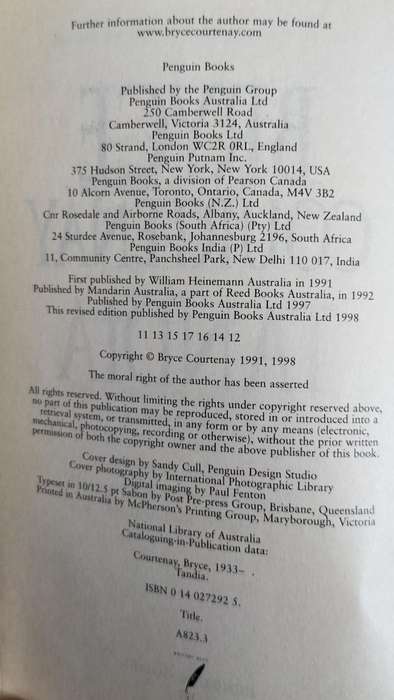 Further information about the author may be found at
www.brycecourtenay.com
Penguin Books
Published by the Penguin Group
Penguin Books Australia Ltd
250 Camberwell Road
Camberwell, Victoria 3124, Australia
Penguin Books Ltd
80 Strand, London WC2R 0RL, England
Penguin Putnam Inc.
375 Hudson Street, New York, New York 10014, USA
Penguin Books, a division of Pearson Canada
10 Alcorn Avenue, Toronto, Ontario, Canada, M4V 3B2
Penguin Books (N.Z.) Ltd
Cnr Rosedale and Airborne Roads, Albany, Auckland, New Zealand
Penguin Books (South Africa) (Pty) Ltd
24 Sturdee Avenue, Rosebank, Johannesburg 2196, South Africa
Penguin Books India (P) Ltd
11, Community Centre, Panchsheel Park, New Delhi 110 017, India
First published by William Heinemann Australia in 1991
Published by Mandarin Australia, a part of Reed Books Australia, in 1992
Published by Penguin Books Australia Ltd 1997
This revised edition published by Penguin Books Australia Ltd 1998
11 13 15 17 16 14 12
Copyright © Bryce Courtenay 1991, 1998
The moral right of the author has been asserted
All rights reserved. Without limiting the rights under copyright reserved above,
no part of this publication may be reproduced, stored in or introduced into a
retrieval system, or transmitted, in any form or by any means (electronic,
mechanical, photocopying, recording or otherwise), without the prior written
permission of both the copyright owner and the above publisher of this book.
Cover design by Sandy Cull, Penguin Design Studio
Cover photography by International Photographic Library
Digital imaging by Paul Fenton
Typeset in 10/12.5 pt Sabon by Post Pre-press Group, Brisbane, Queensland
Printed in Australia by McPherson's Printing Group, Maryborough, Victoria
National Library of Australia
Cataloguing-in-Publication data:
Courtenay, Bryce, 1933– .
Tandia.
ISBN 0 14 027292 5.
Title.
A823.3